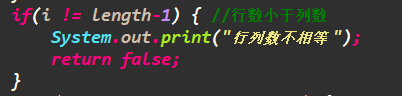 if(i != length-1) { //行数小于列数
System.out.print("行列数不相等");
return false;
}